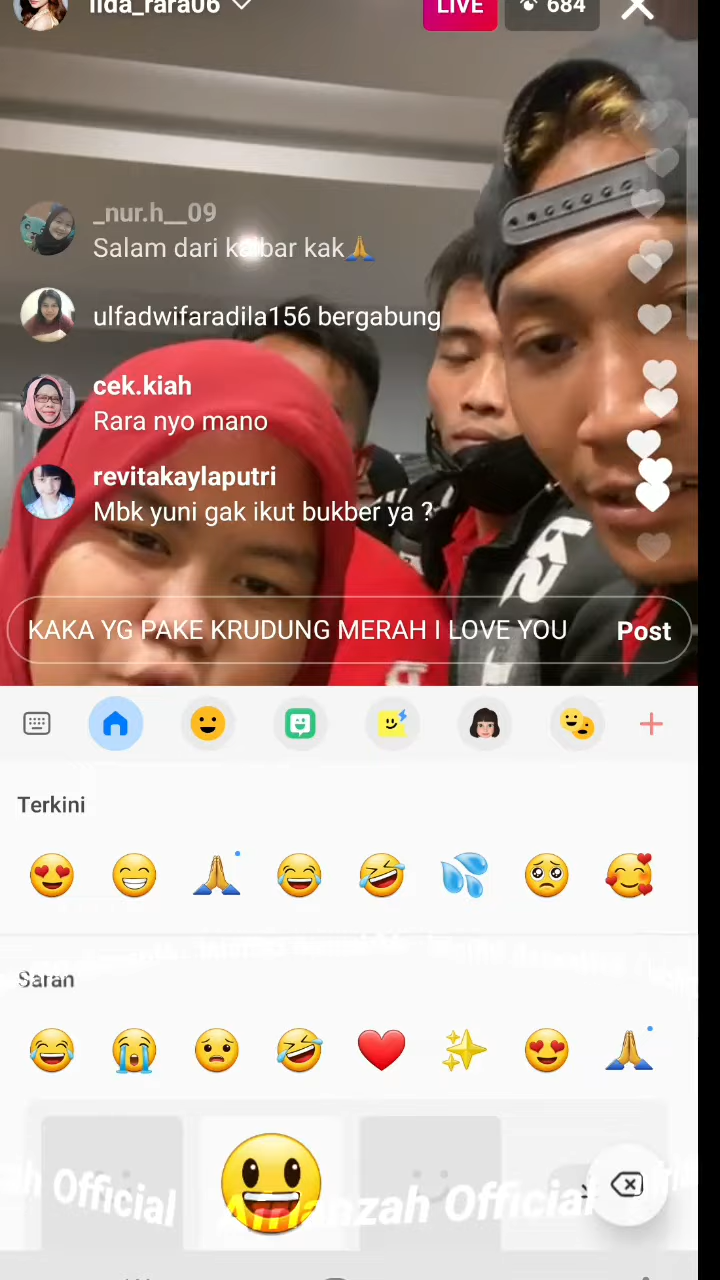 lida_rara06
LIVE
684
_nur.h__09
Salam dari kalbar kak🙏
ulfadwifaradila156 bergabung
cek.kiah
Rara nyo mano
revitakaylaputri
Mbk yuni gak ikut bukber ya ?
KAKA YG PAKE KRUDUNG MERAH I LOVE YOU
Post
Terkini
Saran
Official
Official